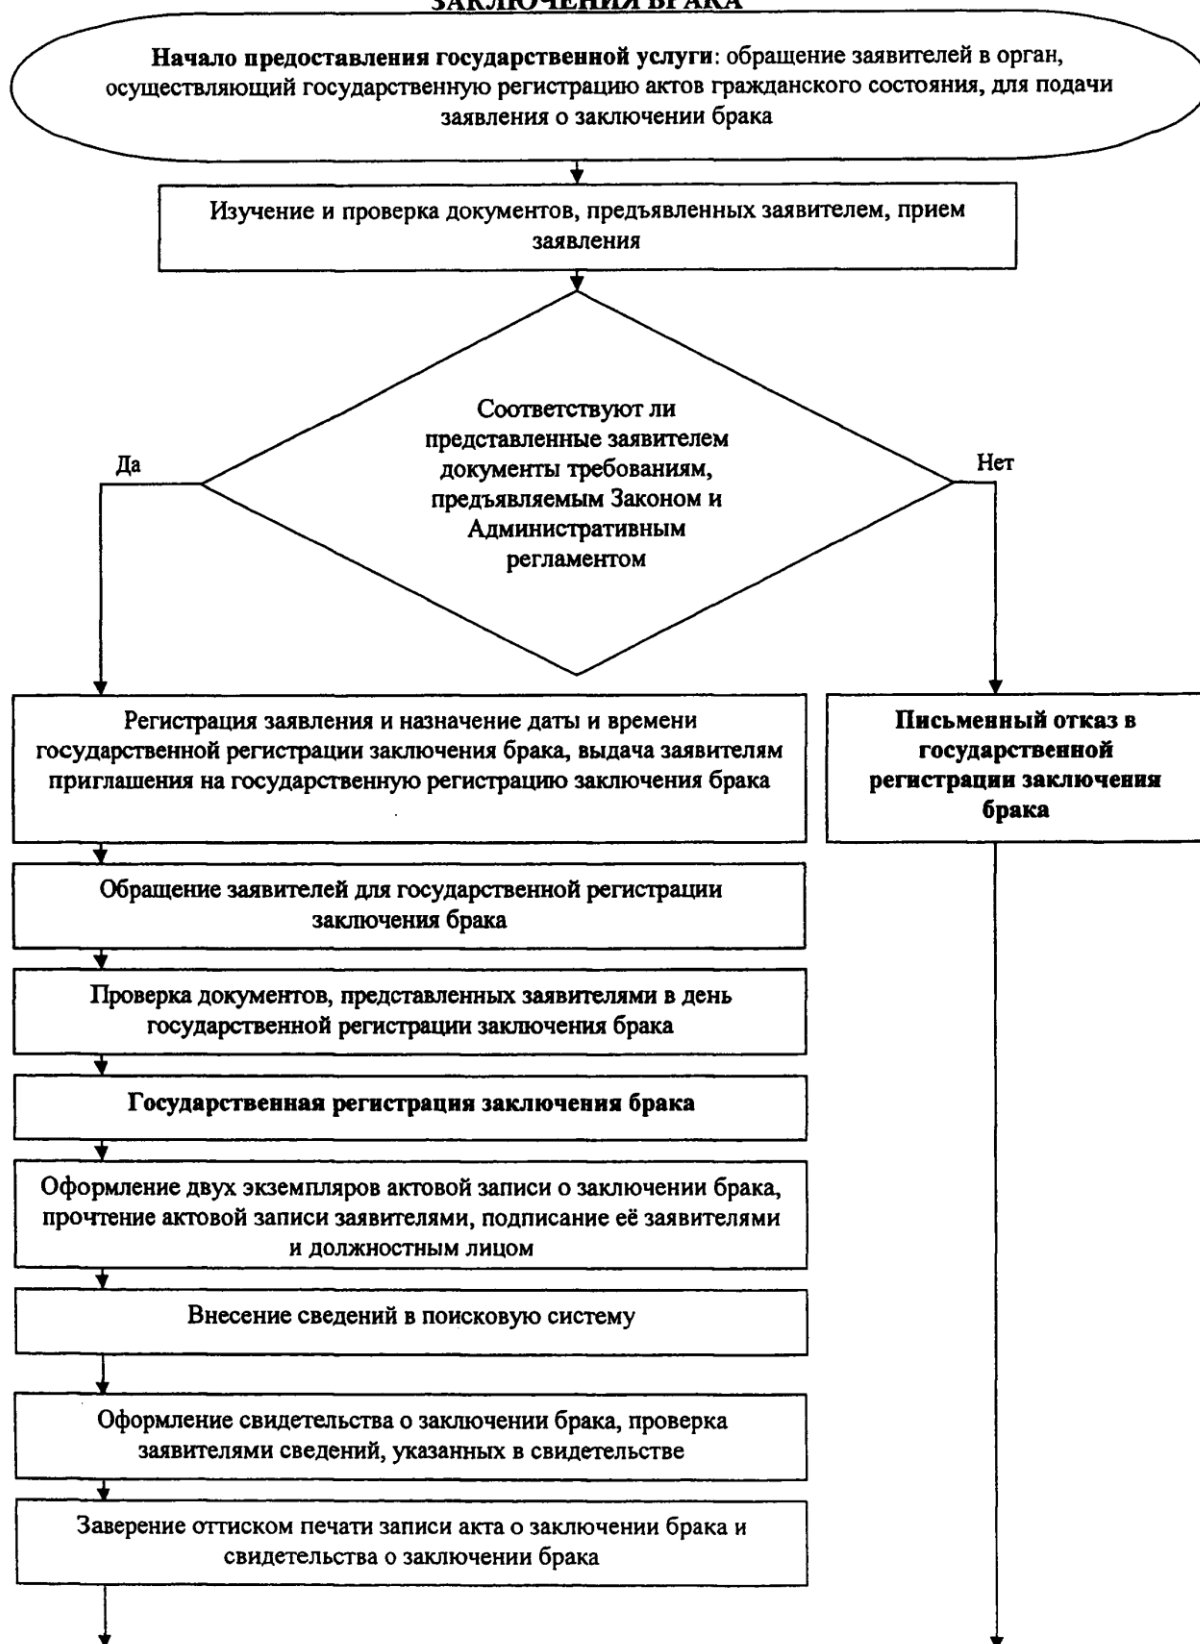 ЗАКЛЮЧЕНИЯ БРАКА
Начало предоставления государственной услуги: обращение заявителей в орган,
осуществляющий государственную регистрацию актов гражданского состояния, для подачи
заявления о заключении брака
Изучение и проверка документов, предъявленных заявителем, прием
заявления
Соответствуют ли
представленные заявителем
документы требованиям,
предъявляемым Законом и
Административным
регламентом
Да
Нет
Регистрация заявления и назначение даты и времени
государственной регистрации заключения брака, выдача заявителям
приглашения на государственную регистрацию заключения брака
Письменный отказ в
государственной
регистрации заключения
брака
Обращение заявителей для государственной регистрации
заключения брака
Проверка документов, представленных заявителями в день
государственной регистрации заключения брака
Государственная регистрация заключения брака
Оформление двух экземпляров актовой записи о заключении брака,
прочтение актовой записи заявителями, подписание её заявителями
и должностным лицом
Внесение сведений в поисковую систему
Оформление свидетельства о заключении брака, проверка
заявителями сведений, указанных в свидетельстве
Заверение оттиском печати записи акта о заключении брака и
свидетельства о заключении брака